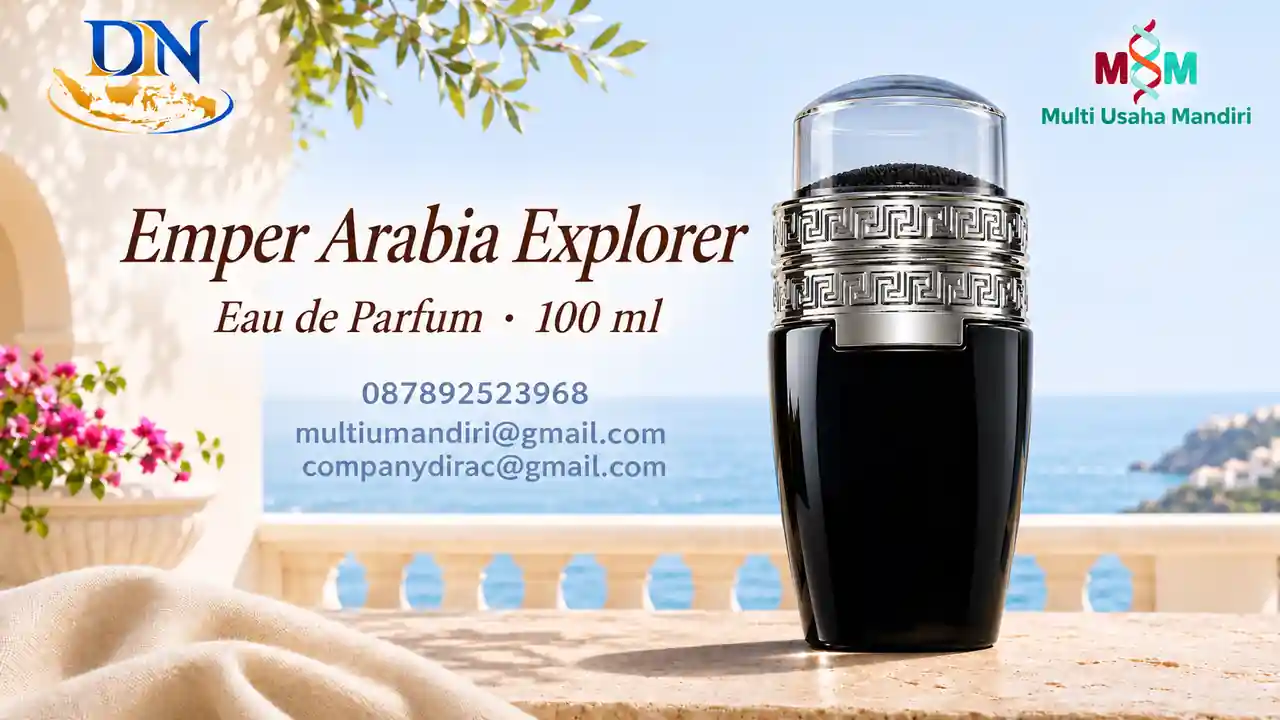 DN
MSM
Multi Usaha Mandiri
Emper Arabia Explorer
Eau de Parfum · 100 ml
087892523968
multiumandiri@gmail.com
companydirac@gmail.com